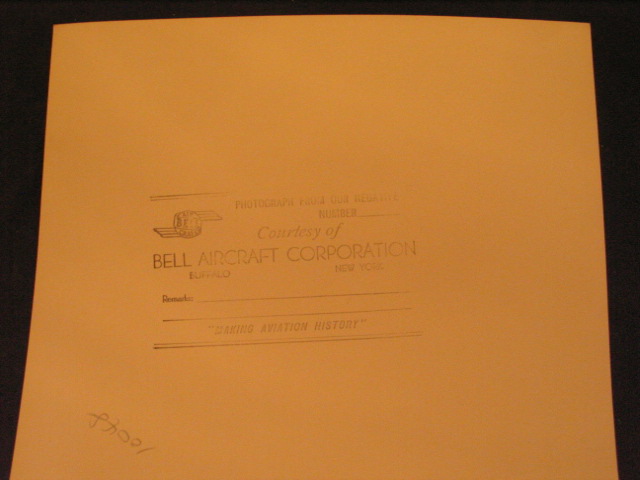 PHOTOGRAPH FROM OUR NEGATIVE
NUMBER
Courtesy of
BELL AIRCRAFT CORPORATION
BUFFALO NEW YORK
Remarks:
"MAKING AVIATION HISTORY"